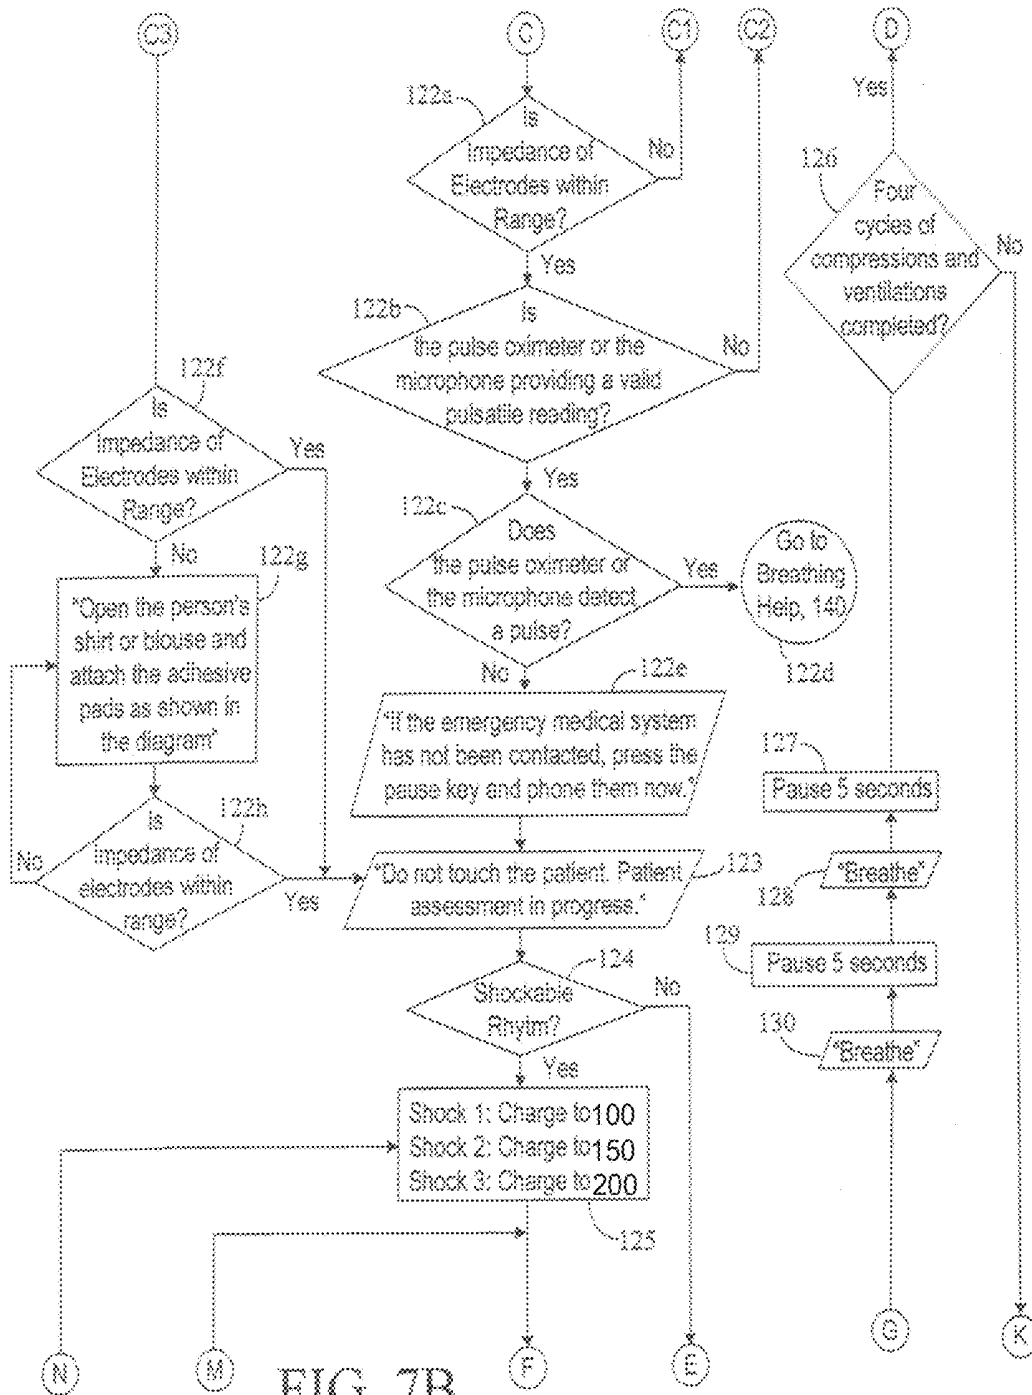 C3
C
C1
C2
D
122a
Is
Impedance of
Electrodes within
Range?
No
Yes
122b
Is
the pulse oximeter or the
microphone providing a valid
pulsatile reading?
No
Yes
122c
Does
the pulse oximeter or
the microphone detect
a pulse?
Yes
No
Go to
Breathing
Help, 140
122d
122e
"If the emergency medical system
has not been contacted, press the
pause key and phone them now."
"Do not touch the patient. Patient
assessment in progress."
123
124
Shockable
Rhytm?
No
Yes
Shock 1: Charge to 100
Shock 2: Charge to 150
Shock 3: Charge to 200
125
122f
Is
Impedance of
Electrodes within
Range?
Yes
No
122g
"Open the person's
shirt or blouse and
attach the adhesive
pads as shown in
the diagram"
122h
Is
impedance of
electrodes within
range?
No
Yes
Yes
126
Four
cycles of
compressions and
ventilations
completed?
No
127
Pause 5 seconds
128
"Breathe"
129
Pause 5 seconds
130
"Breathe"
N
M
F
E
G
K
FIG. 7B